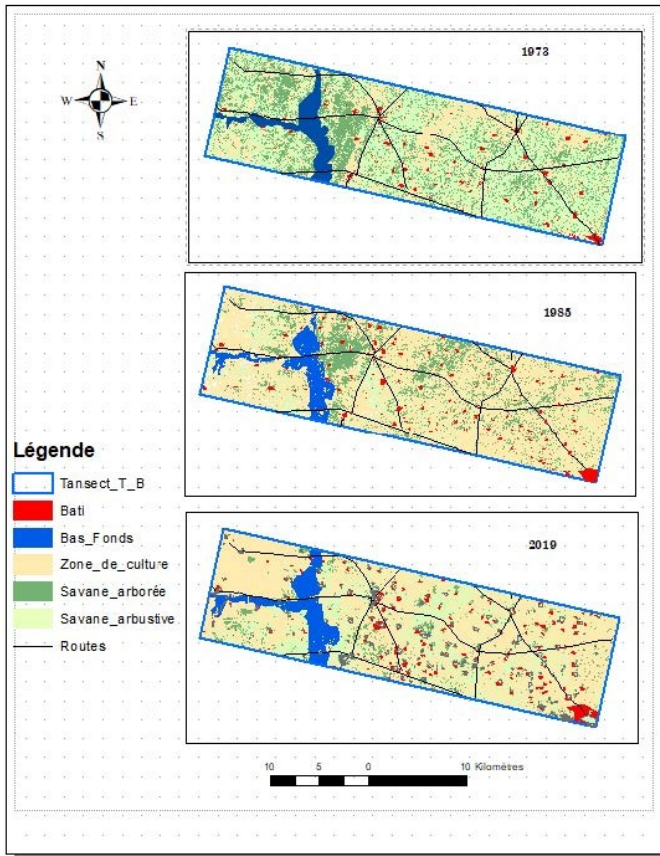 1973
N
W E
S
1985
Légende
Tansect_T_B
Bati
Bas_Fonds
Zone_de_culture
Savane_arborée
Savane_arbustive
Routes
2019
10 5 0 10 Kilomètres